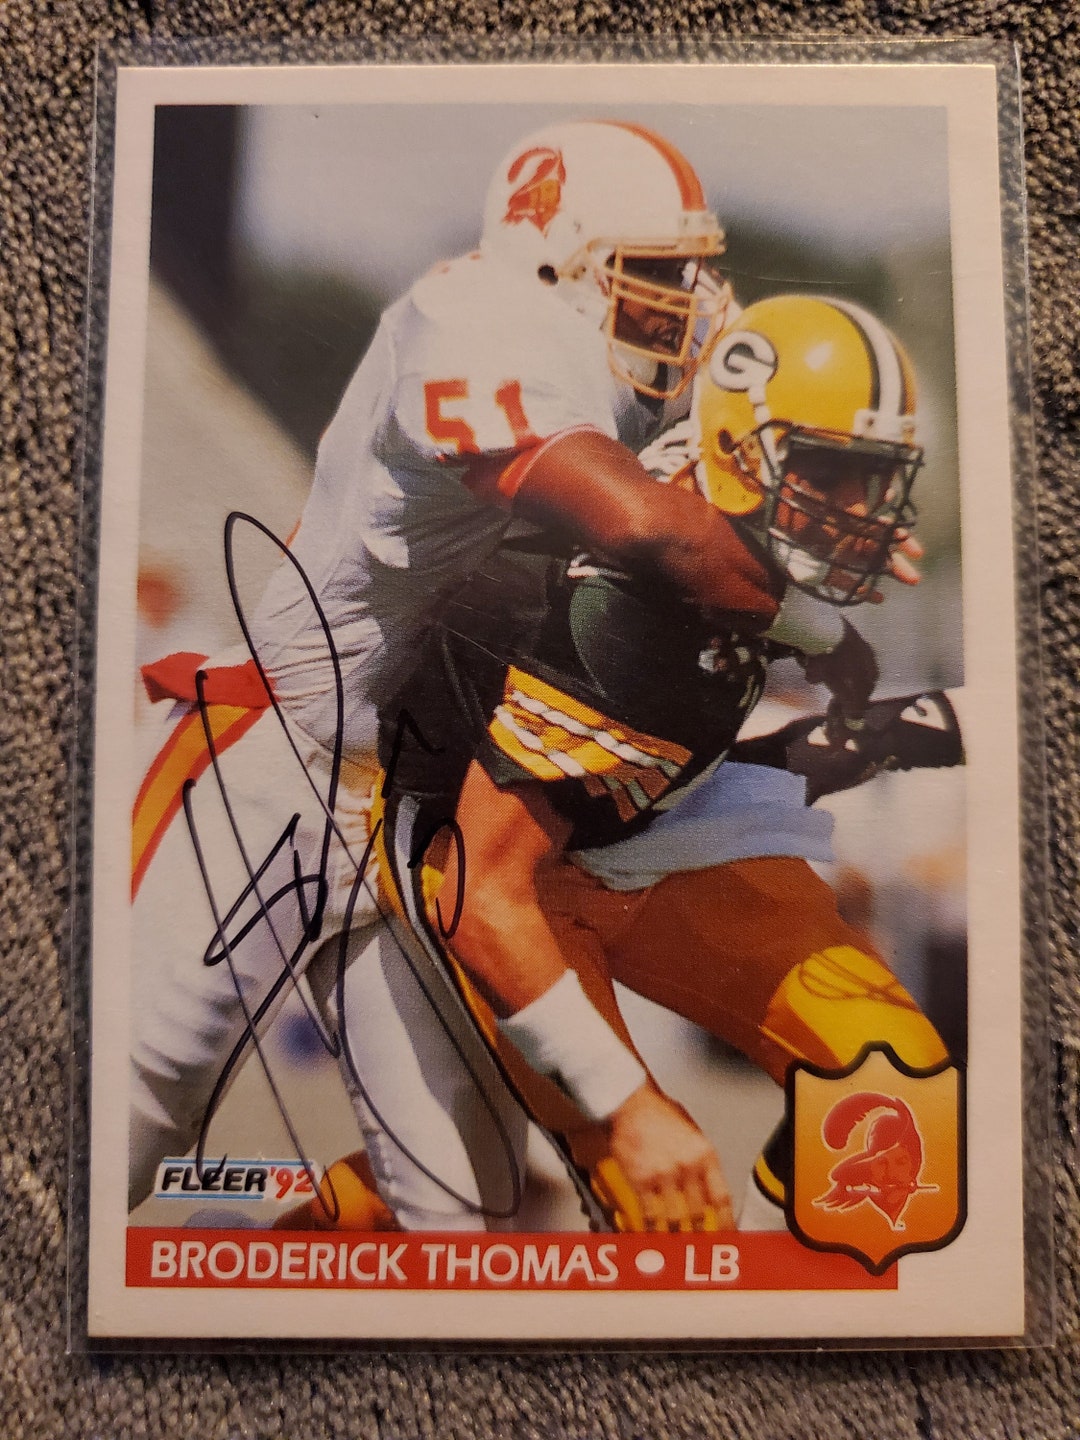 51
G
FLEER '92
BRODERICK THOMAS • LB